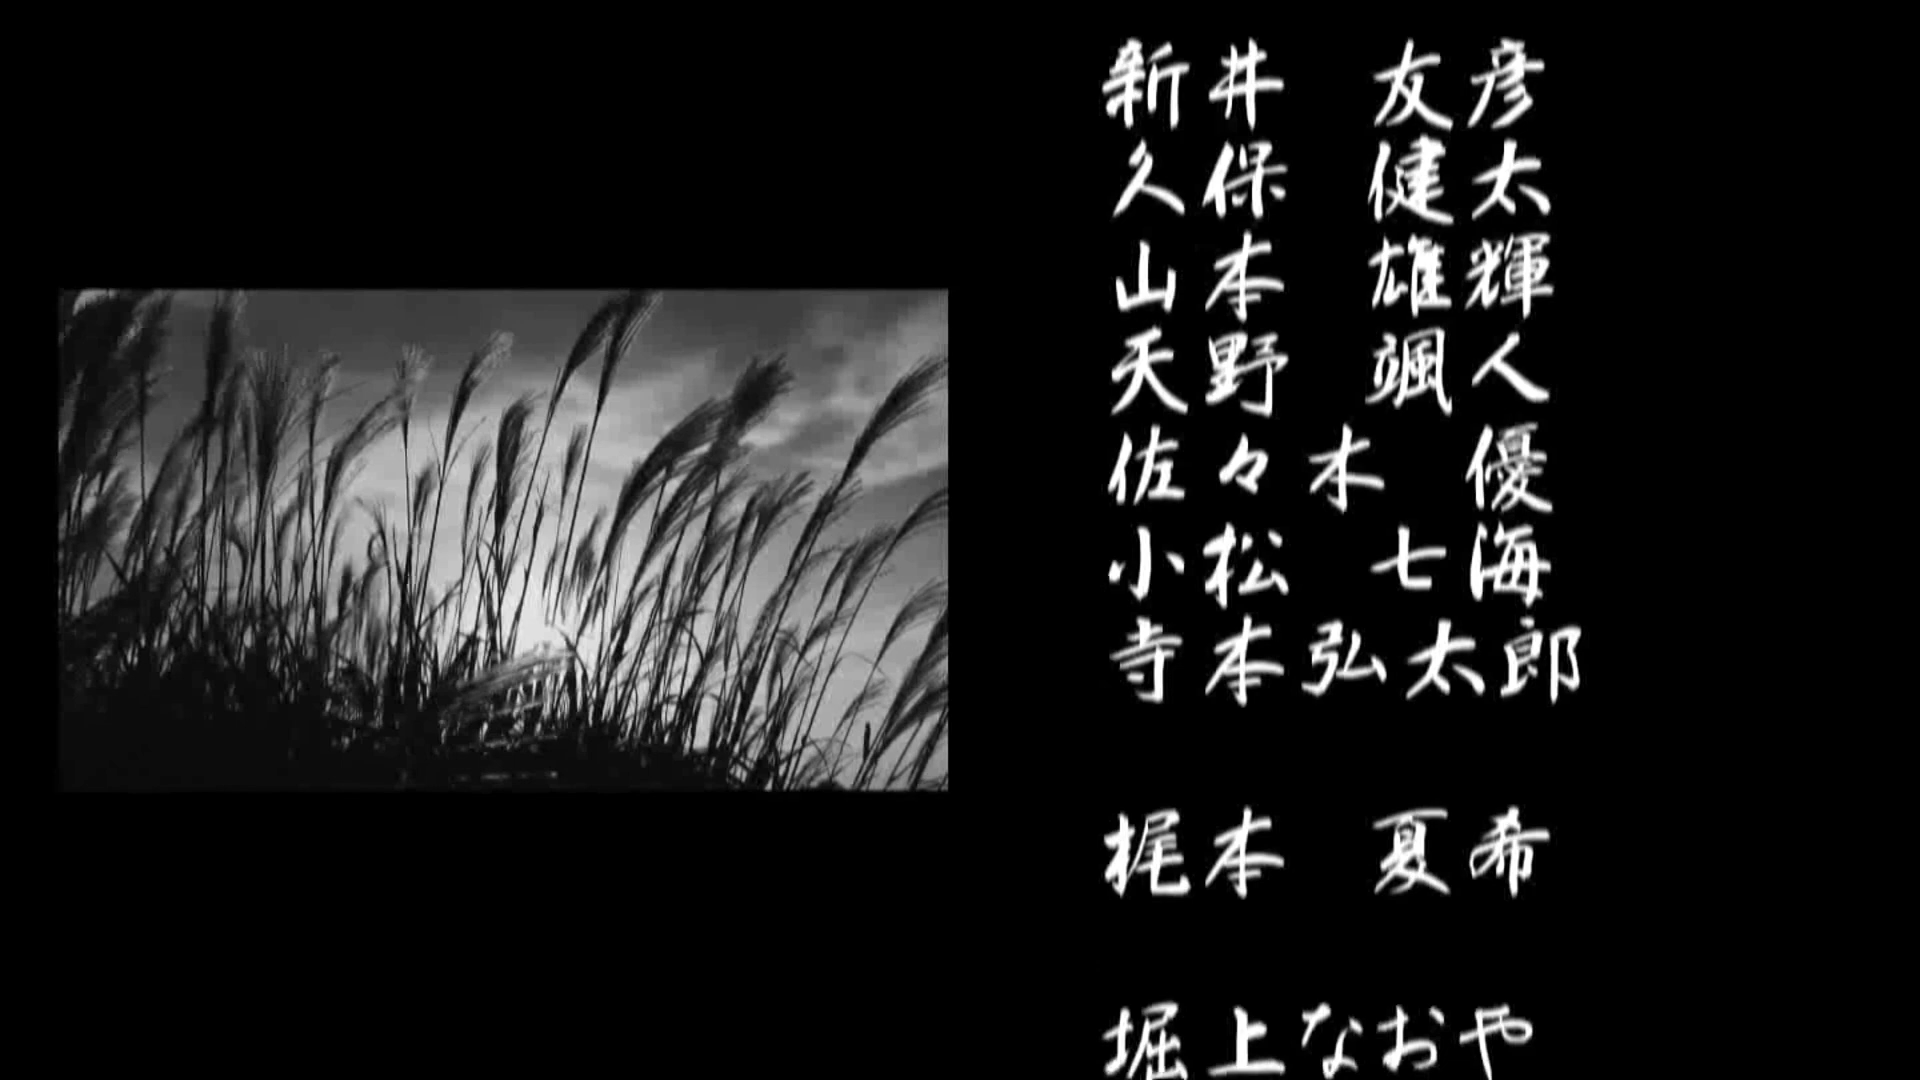 新井　友彦
久保　健太
山本　雄輝
天野　颯人
佐々木　優
小松　七海
寺本弘太郎
梶本　夏希
堀上なおや